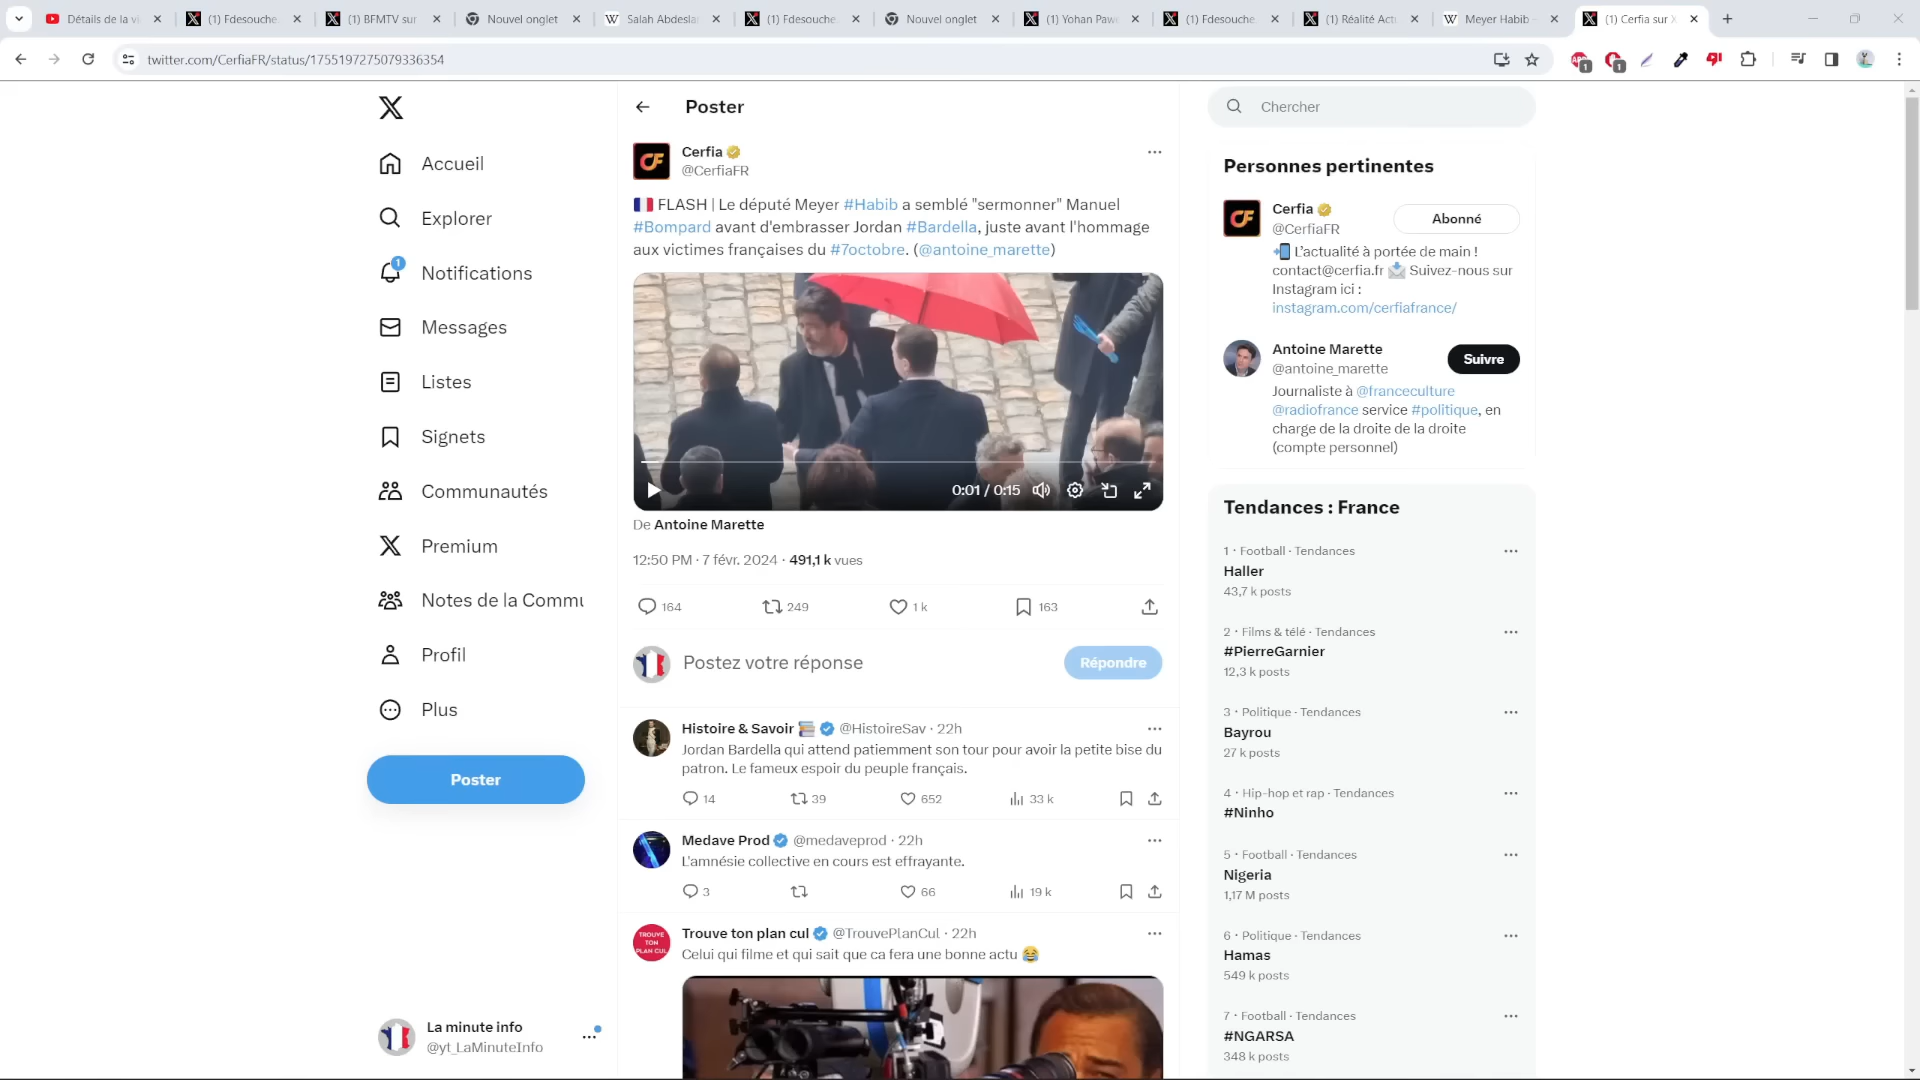 Détails de la vi
(1) Fdesouche
(1) BFMTV sur
Nouvel onglet
Salah Abdeslam
(1) Fdesouche
Nouvel onglet
(1) Yohan Pawe
(1) Fdesouche
(1) Réalité Actu
Meyer Habib -
(1) Cerfia sur X
twitter.com/CerfiaFR/status/1755197275079336354
1
1
Accueil
Explorer
1
Notifications
Messages
Listes
Signets
Communautés
Premium
Notes de la Commu
Profil
Plus
Poster
La minute info
@yt_LaMinuteInfo
Poster
Cerfia
@CerfiaFR
FLASH | Le député Meyer #Habib a semblé "sermonner" Manuel
#Bompard avant d'embrasser Jordan #Bardella, juste avant l'hommage
aux victimes françaises du #7octobre. (@antoine_marette)
0:01 / 0:15
De Antoine Marette
12:50 PM · 7 févr. 2024 · 491,1 k vues
164 249 1 k 163
Postez votre réponse
Répondre
Histoire & Savoir @HistoireSav · 22h
Jordan Bardella qui attend patiemment son tour pour avoir la petite bise du
patron. Le fameux espoir du peuple français.
14 39 652 33 k
Medave Prod @medaveprod · 22h
L'amnésie collective en cours est effrayante.
3 66 19 k
TROUVE
TON
PLAN CUL
Trouve ton plan cul @TrouvePlanCul · 22h
Celui qui filme et qui sait que ca fera une bonne actu
Chercher
Personnes pertinentes
Cerfia
@CerfiaFR
Abonné
L'actualité à portée de main !
contact@cerfia.fr Suivez-nous sur
Instagram ici :
instagram.com/cerfiafrance/
Antoine Marette
@antoine_marette
Suivre
Journaliste à @franceculture
@radiofrance service #politique, en
charge de la droite de la droite
(compte personnel)
Tendances : France
1 · Football · Tendances
Haller
43,7 k posts
2 · Films & télé · Tendances
#PierreGarnier
12,3 k posts
3 · Politique · Tendances
Bayrou
27 k posts
4 · Hip-hop et rap · Tendances
#Ninho
5 · Football · Tendances
Nigeria
1,17 M posts
6 · Politique · Tendances
Hamas
549 k posts
7 · Football · Tendances
#NGARSA
348 k posts